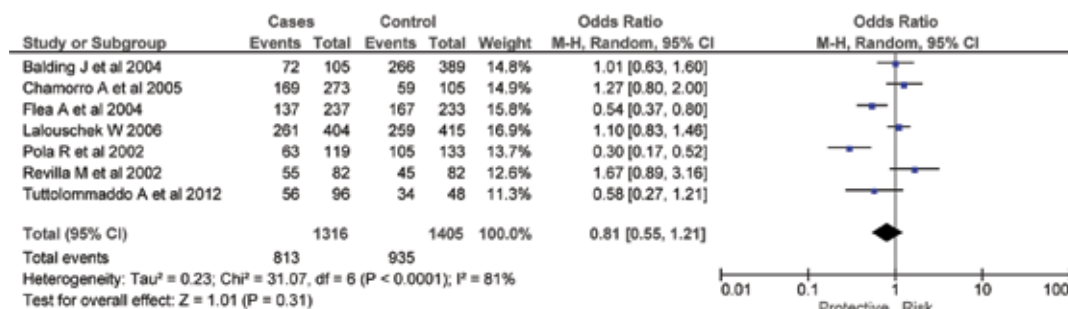 Cases Control Odds Ratio Odds Ratio
Study or Subgroup Events Total Events Total Weight M-H, Random, 95% CI M-H, Random, 95% CI
Balding J et al 2004 72 105 266 389 14.8% 1.01 [0.63, 1.60]
Chamorro A et al 2005 169 273 59 105 14.9% 1.27 [0.80, 2.00]
Flea A et al 2004 137 237 167 233 15.8% 0.54 [0.37, 0.80]
Lalouschek W 2006 261 404 259 415 16.9% 1.10 [0.83, 1.46]
Pola R et al 2002 63 119 105 133 13.7% 0.30 [0.17, 0.52]
Revilla M et al 2002 55 82 45 82 12.6% 1.67 [0.89, 3.16]
Tuttolommaddo A et al 2012 56 96 34 48 11.3% 0.58 [0.27, 1.21]
Total (95% CI) 1316 1405 100.0% 0.81 [0.55, 1.21]
Total events 813 935
Heterogeneity: Tau² = 0.23; Chi² = 31.07, df = 6 (P < 0.0001); I² = 81%
Test for overall effect: Z = 1.01 (P = 0.31)
0.01 0.1 1 10 100
Protective Risk